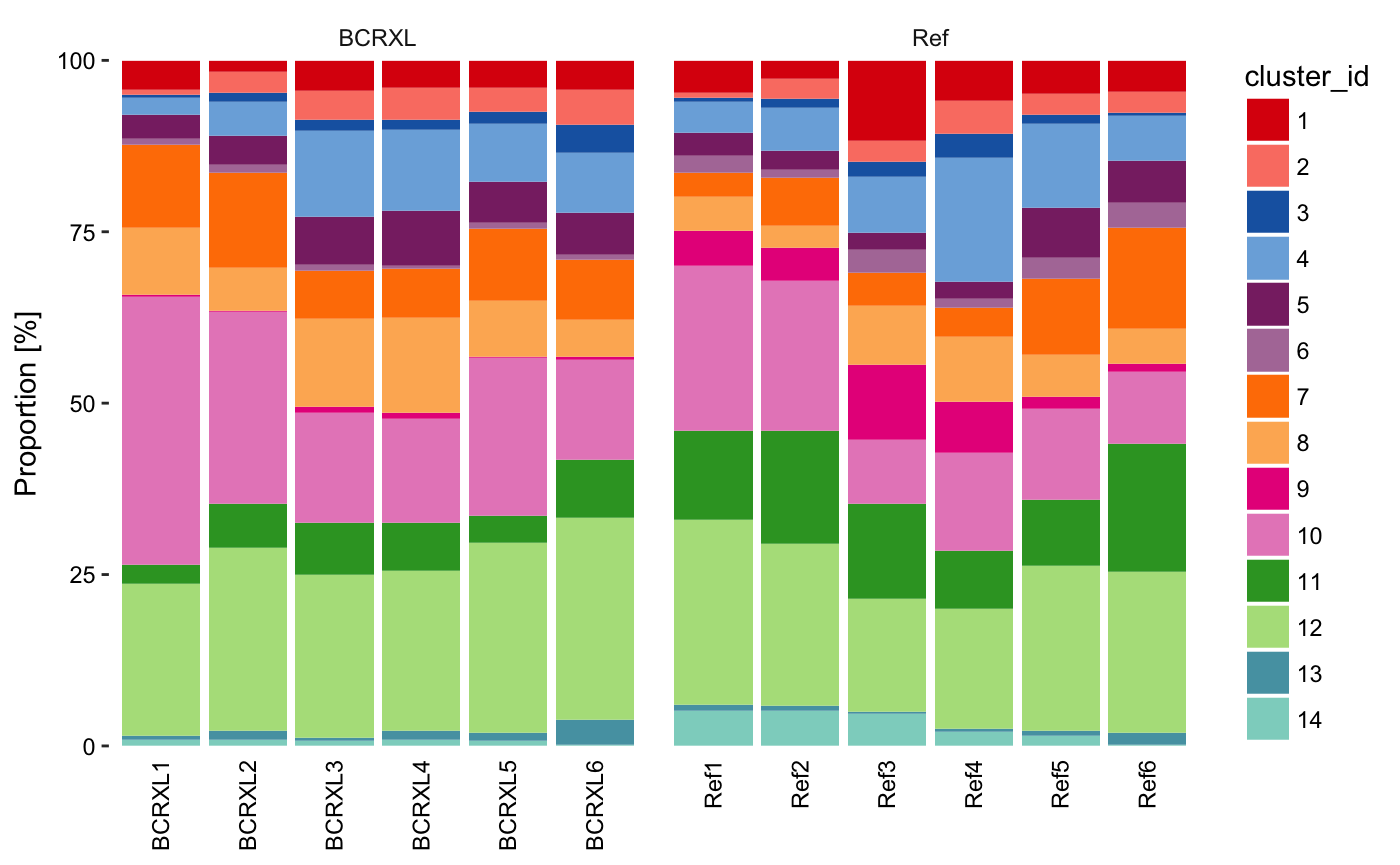 BCRXL
Ref
Proportion [%]
100
75
50
25
0
BCRXL1
BCRXL2
BCRXL3
BCRXL4
BCRXL5
BCRXL6
Ref1
Ref2
Ref3
Ref4
Ref5
Ref6
cluster_id
1
2
3
4
5
6
7
8
9
10
11
12
13
14